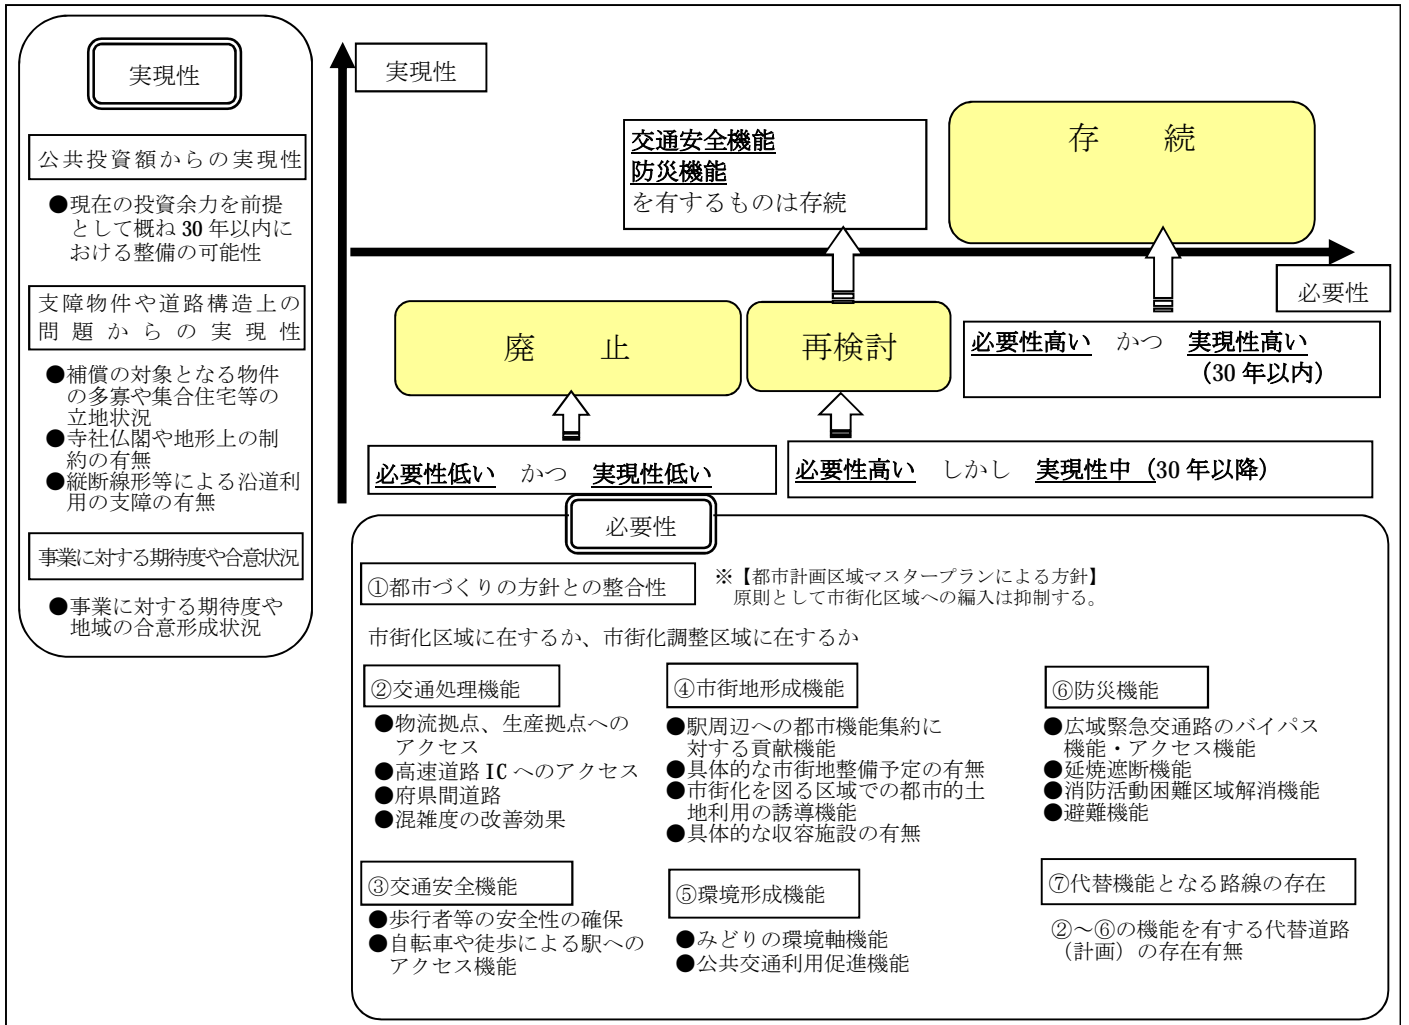 実現性
公共投資額からの実現性
●現在の投資余力を前提
として概ね 30 年以内に
おける整備の可能性
支障物件や道路構造上の
問題からの実現性
●補償の対象となる物件
の多寡や集合住宅等の
立地状況
●寺社仏閣や地形上の制
約の有無
●縦断線形等による沿道利
用の支障の有無
事業に対する期待度や合意状況
●事業に対する期待度や
地域の合意形成状況
実現性
交通安全機能
防災機能
を有するものは存続
存　続
必要性
廃　止
再検討
必要性高い　かつ　実現性高い
（30 年以内）
必要性低い　かつ　実現性低い
必要性高い　しかし　実現性中（30 年以降）
必要性
①都市づくりの方針との整合性
※【都市計画区域マスタープランによる方針】
原則として市街化区域への編入は抑制する。
市街化区域に在するか、市街化調整区域に在するか
②交通処理機能
●物流拠点、生産拠点への
アクセス
●高速道路 IC へのアクセス
●府県間道路
●混雑度の改善効果
③交通安全機能
●歩行者等の安全性の確保
●自転車や徒歩による駅への
アクセス機能
④市街地形成機能
●駅周辺への都市機能集約に
対する貢献機能
●具体的な市街地整備予定の有無
●市街化を図る区域での都市的土
地利用の誘導機能
●具体的な収容施設の有無
⑤環境形成機能
●みどりの環境軸機能
●公共交通利用促進機能
⑥防災機能
●広域緊急交通路のバイパス
機能・アクセス機能
●延焼遮断機能
●消防活動困難区域解消機能
●避難機能
⑦代替機能となる路線の存在
②～⑥の機能を有する代替道路
（計画）の存在有無